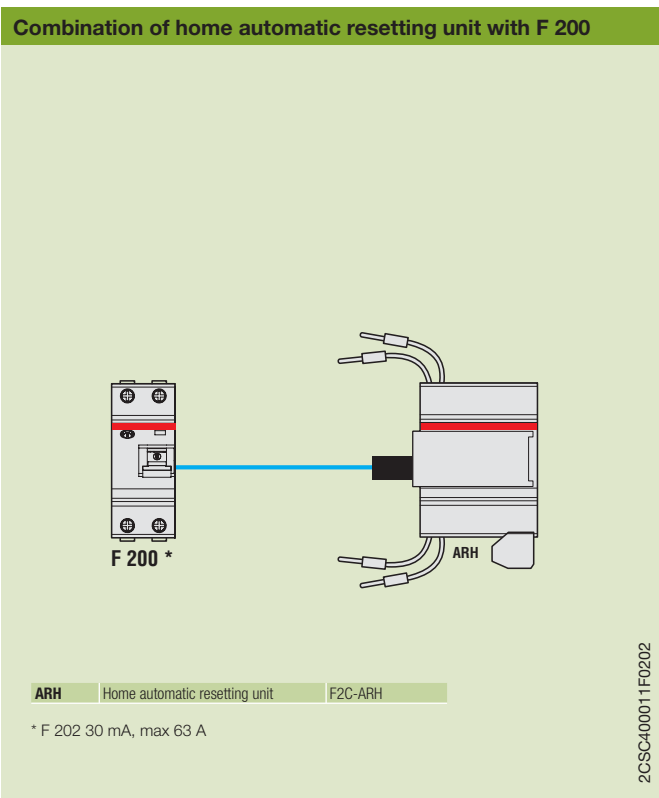 Combination of home automatic resetting unit with F 200
F 200 *
ARH
ARH Home automatic resetting unit F2C-ARH
* F 202 30 mA, max 63 A
2CSC400011F0202